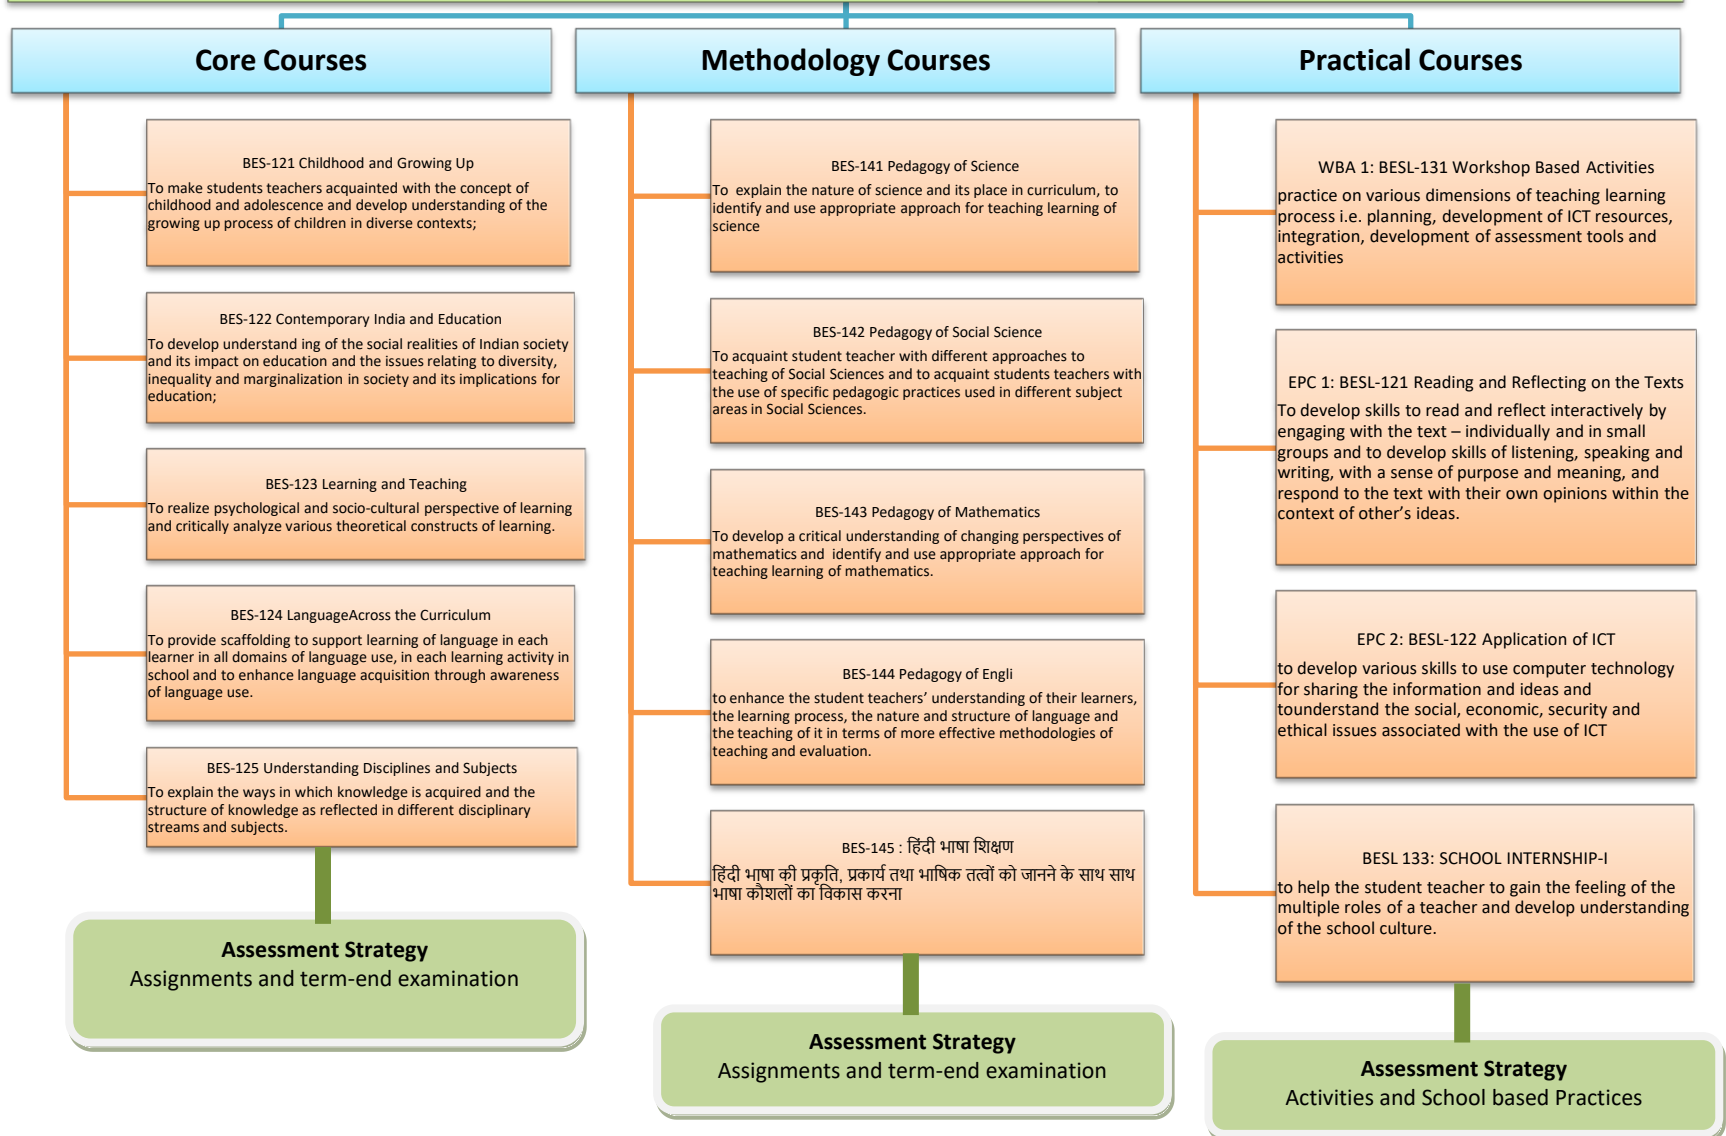 Core Courses
BES-121 Childhood and Growing Up
To make students teachers acquainted with the concept of
childhood and adolescence and develop understanding of the
growing up process of children in diverse contexts;
BES-122 Contemporary India and Education
To develop understand ing of the social realities of Indian society
and its impact on education and the issues relating to diversity,
inequality and marginalization in society and its implications for
education;
BES-123 Learning and Teaching
To realize psychological and socio-cultural perspective of learning
and critically analyze various theoretical constructs of learning.
BES-124 LanguageAcross the Curriculum
To provide scaffolding to support learning of language in each
learner in all domains of language use, in each learning activity in
school and to enhance language acquisition through awareness
of language use.
BES-125 Understanding Disciplines and Subjects
To explain the ways in which knowledge is acquired and the
structure of knowledge as reflected in different disciplinary
streams and subjects.
Assessment Strategy
Assignments and term-end examination
Methodology Courses
BES-141 Pedagogy of Science
To explain the nature of science and its place in curriculum, to
identify and use appropriate approach for teaching learning of
science
BES-142 Pedagogy of Social Science
To acquaint student teacher with different approaches to
teaching of Social Sciences and to acquaint students teachers with
the use of specific pedagogic practices used in different subject
areas in Social Sciences.
BES-143 Pedagogy of Mathematics
To develop a critical understanding of changing perspectives of
mathematics and identify and use appropriate approach for
teaching learning of mathematics.
BES-144 Pedagogy of Engli
to enhance the student teachers’ understanding of their learners,
the learning process, the nature and structure of language and
the teaching of it in terms of more effective methodologies of
teaching and evaluation.
BES-145 : हिंदी भाषा शिक्षण
हिंदी भाषा की प्रकृति, प्रकार्य तथा भाषिक तत्वों को जानने के साथ साथ
भाषा कौशलों का विकास करना
Assessment Strategy
Assignments and term-end examination
Practical Courses
WBA 1: BESL-131 Workshop Based Activities
practice on various dimensions of teaching learning
process i.e. planning, development of ICT resources,
integration, development of assessment tools and
activities
EPC 1: BESL-121 Reading and Reflecting on the Texts
To develop skills to read and reflect interactively by
engaging with the text – individually and in small
groups and to develop skills of listening, speaking and
writing, with a sense of purpose and meaning, and
respond to the text with their own opinions within the
context of other’s ideas.
EPC 2: BESL-122 Application of ICT
to develop various skills to use computer technology
for sharing the information and ideas and
tounderstand the social, economic, security and
ethical issues associated with the use of ICT
BESL 133: SCHOOL INTERNSHIP-I
to help the student teacher to gain the feeling of the
multiple roles of a teacher and develop understanding
of the school culture.
Assessment Strategy
Activities and School based Practices